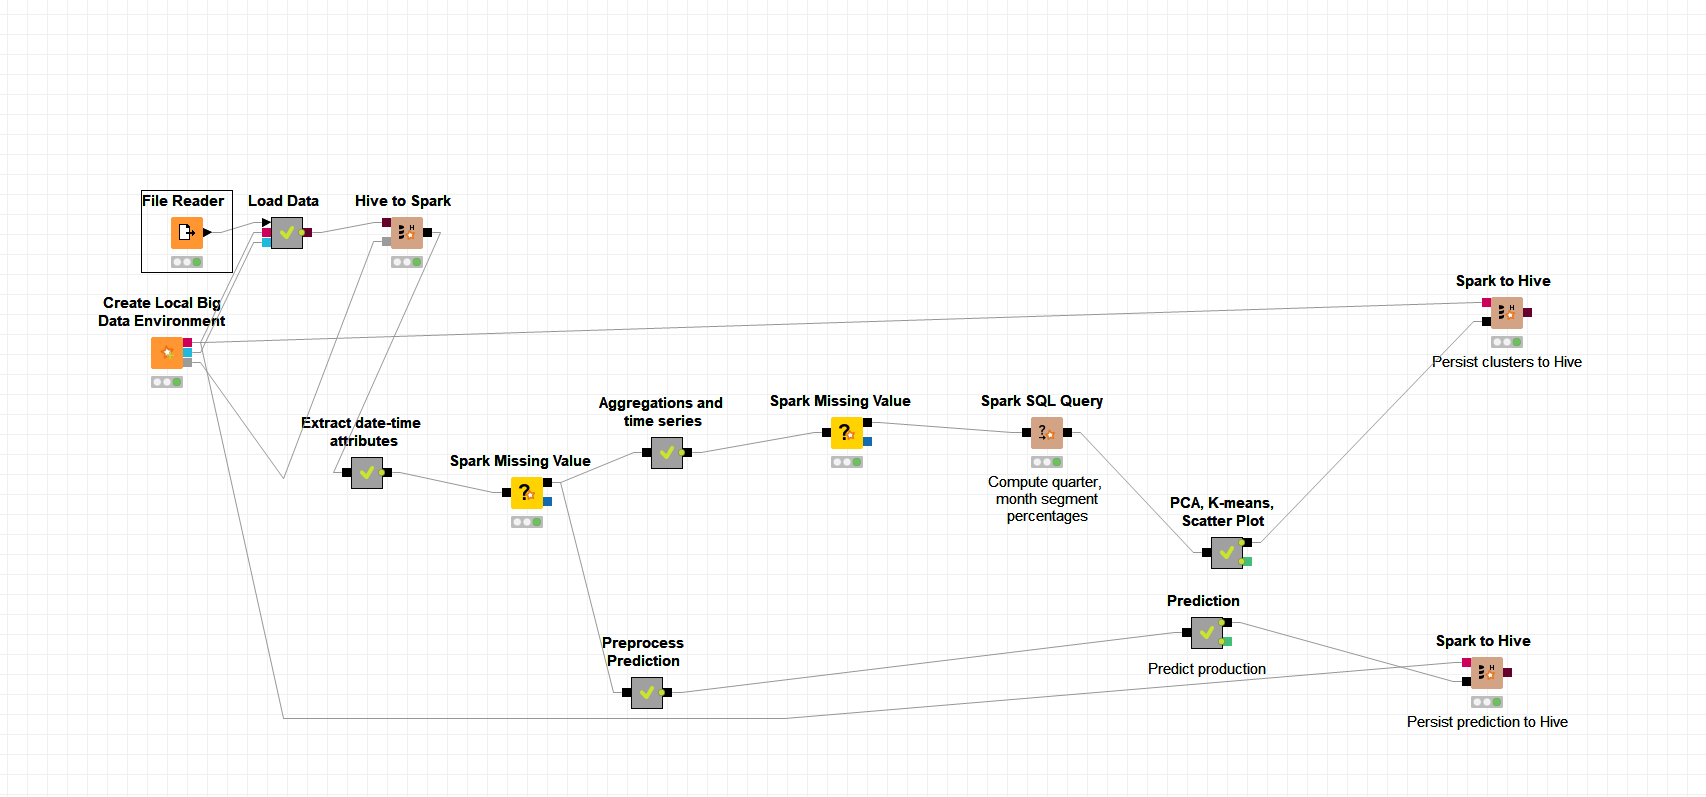 File Reader
Load Data
Hive to Spark
Create Local Big
Data Environment
Spark to Hive
Persist clusters to Hive
Extract date-time
attributes
Spark Missing Value
Aggregations and
time series
Spark Missing Value
Spark SQL Query
Compute quarter,
month segment
percentages
PCA, K-means,
Scatter Plot
Preprocess
Prediction
Prediction
Predict production
Spark to Hive
Persist prediction to Hive